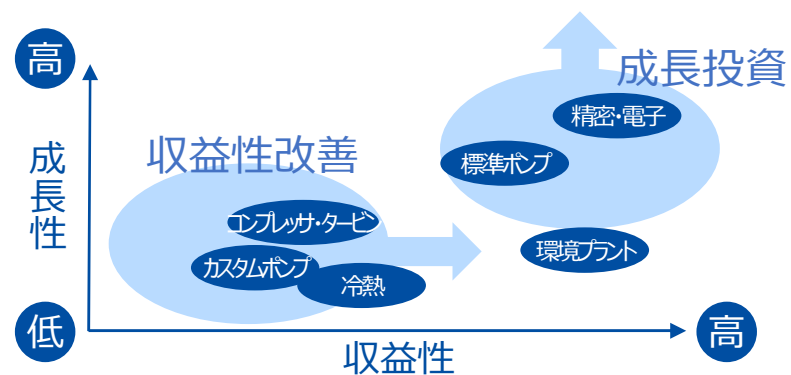 高
成長投資
精密・電子
標準ポンプ
収益性改善
成長性
コンプレッサ・タービン
カスタムポンプ
冷熱
環境プラント
低
収益性
高